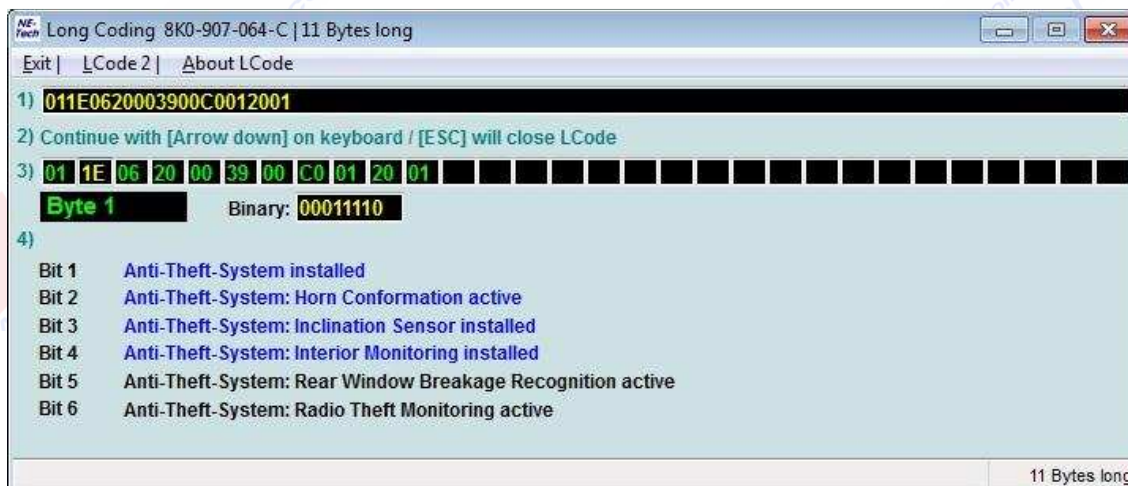 NE-Tech Long Coding 8K0-907-064-C | 11 Bytes long
Exit | LCode 2 | About LCode
1) 011E0620003900C0012001
2) Continue with [Arrow down] on keyboard / [ESC] will close LCode
3) 01 1E 06 20 00 39 00 C0 01 20 01
Byte 1 Binary: 00011110
4)
Bit 1 Anti-Theft-System installed
Bit 2 Anti-Theft-System: Horn Conformation active
Bit 3 Anti-Theft-System: Inclination Sensor installed
Bit 4 Anti-Theft-System: Interior Monitoring installed
Bit 5 Anti-Theft-System: Rear Window Breakage Recognition active
Bit 6 Anti-Theft-System: Radio Theft Monitoring active
11 Bytes long